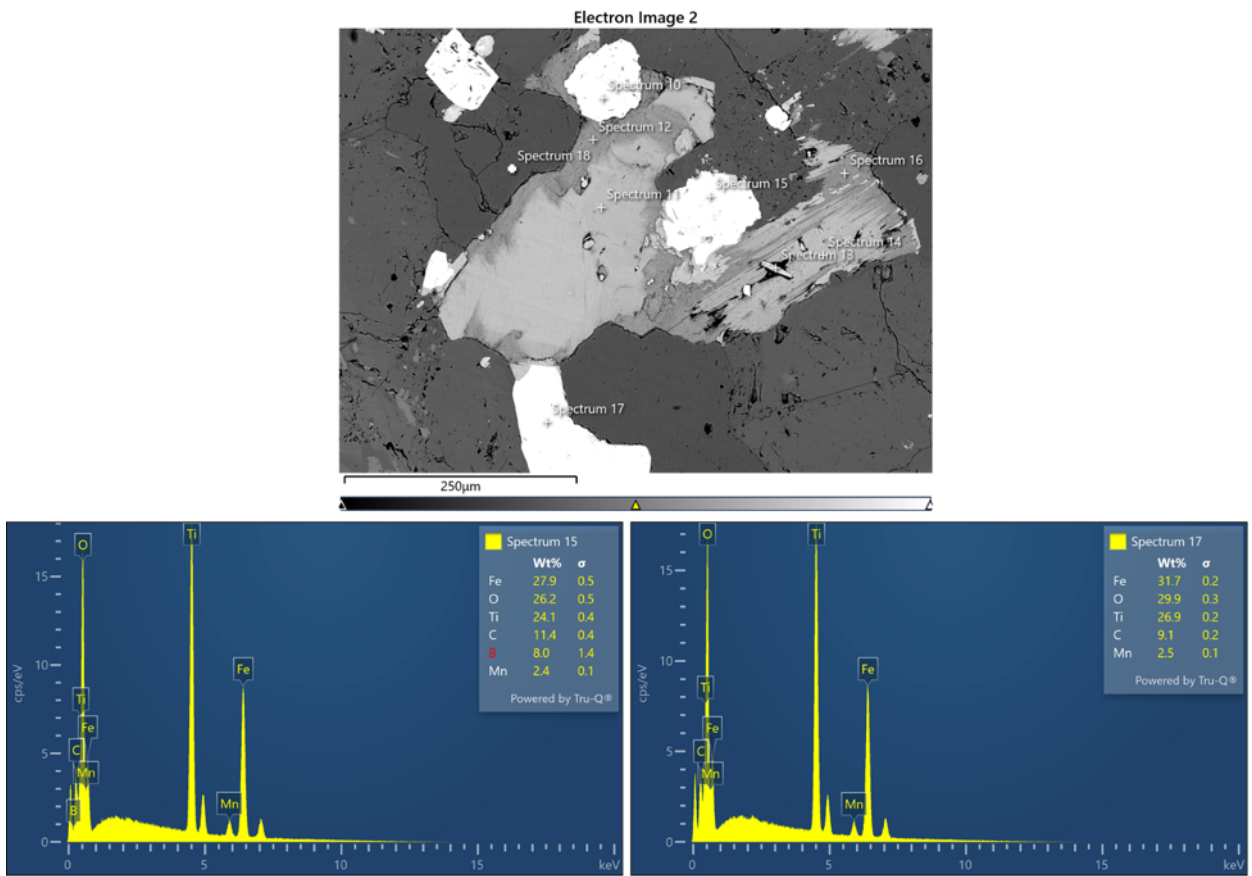 Electron Image 2
Spectrum 10
Spectrum 12
Spectrum 18
Spectrum 16
Spectrum 15
Spectrum 11
Spectrum 14
Spectrum 13
Spectrum 17
250µm
Spectrum 15
Wt% σ
Fe 27.9 0.5
O 26.2 0.5
Ti 24.1 0.4
C 11.4 0.4
B 8.0 1.4
Mn 2.4 0.1
Powered by Tru-Q®
cps/eV
15
10
5
0
O
Ti
Ti
Fe
C
Mn
B
Mn
Fe
0 5 10 15 keV
Spectrum 17
Wt% σ
Fe 31.7 0.2
O 29.9 0.3
Ti 26.9 0.2
C 9.1 0.2
Mn 2.5 0.1
Powered by Tru-Q®
cps/eV
15
10
5
0
O
Ti
Ti
Fe
C
Mn
Mn
Fe
0 5 10 15 keV